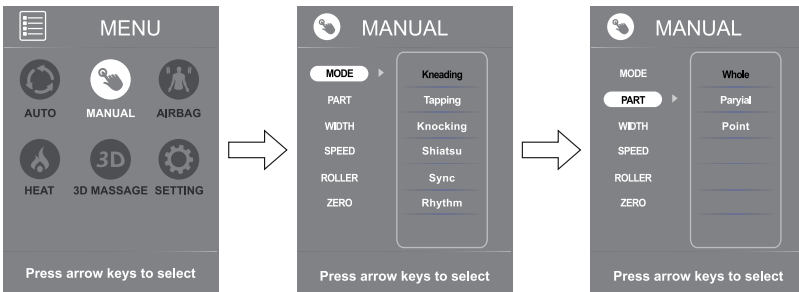 MENU
AUTO
MANUAL
AIRBAG
3D
HEAT
3D MASSAGE
SETTING
Press arrow keys to select
MANUAL
MODE
Kneading
PART
Tapping
WIDTH
Knocking
SPEED
Shiatsu
ROLLER
Sync
ZERO
Rhythm
Press arrow keys to select
MANUAL
MODE
Whole
PART
Paryial
WIDTH
Point
SPEED
ROLLER
ZERO
Press arrow keys to select